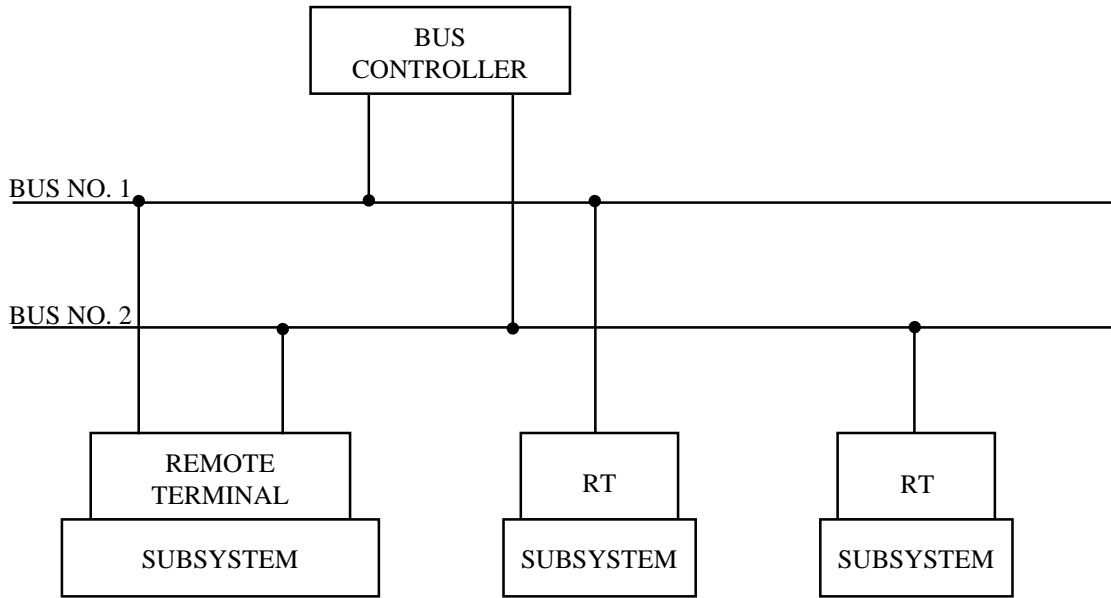 BUS
CONTROLLER
BUS NO. 1
BUS NO. 2
REMOTE
TERMINAL
RT
RT
SUBSYSTEM
SUBSYSTEM
SUBSYSTEM